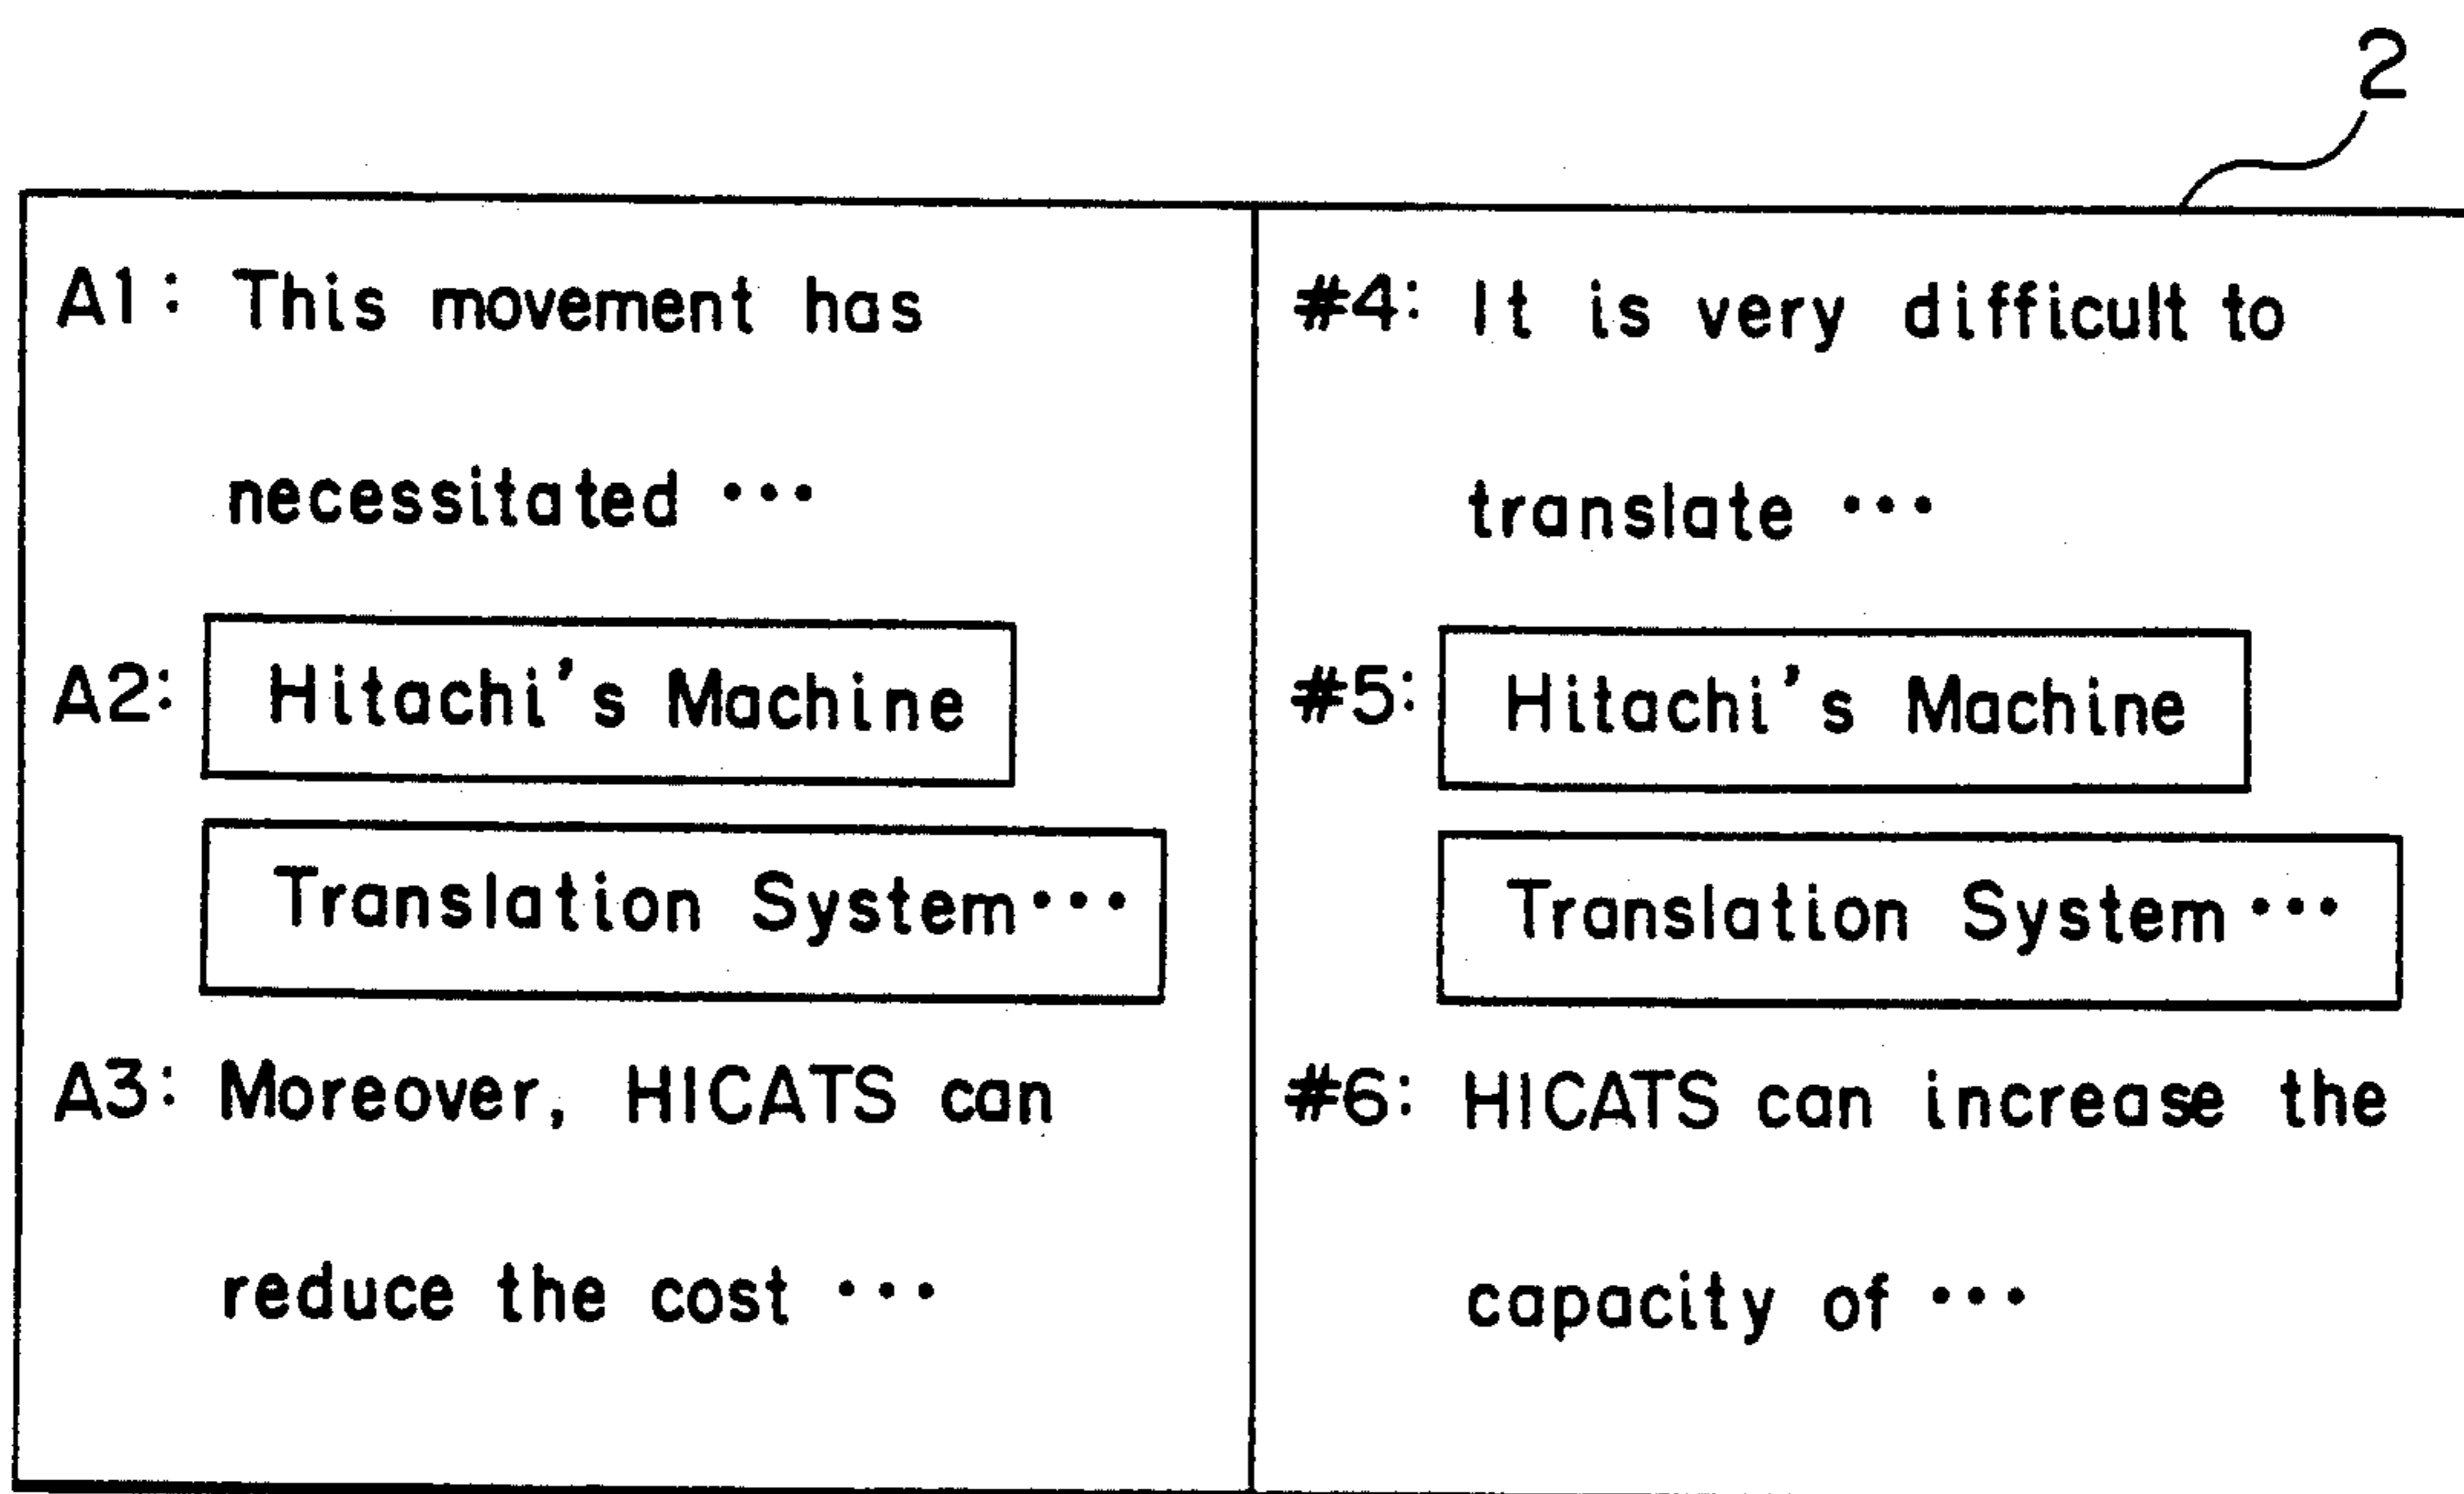 2
A1: This movement has
necessitated •••
A2: Hitachi's Machine
Translation System•••
A3: Moreover, HICATS can
reduce the cost •••
#4: It is very difficult to
translate •••
#5: Hitachi's Machine
Translation System •••
#6: HICATS can increase the
capacity of •••